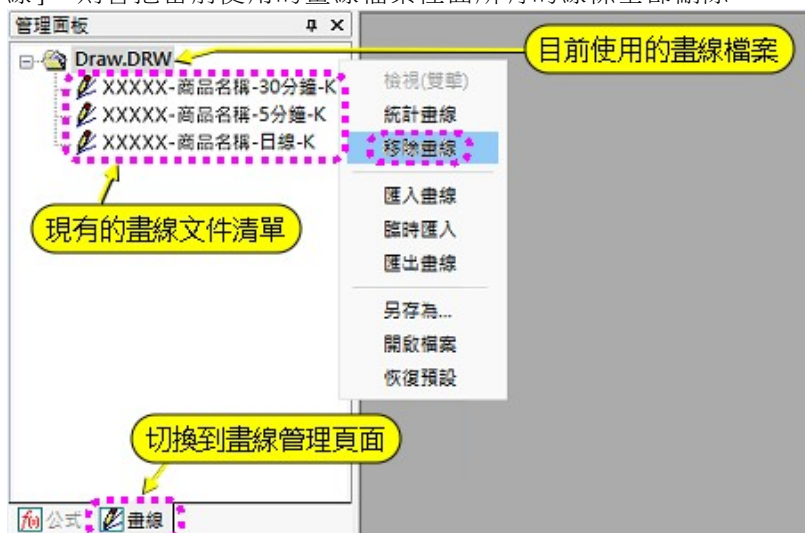 管理面板
Draw.DRW
XXXXX-商品名稱-30分鐘-K
XXXXX-商品名稱-5分鐘-K
XXXXX-商品名稱-日線-K
目前使用的畫線檔案
檢視(雙擊)
統計畫線
移除畫線
匯入畫線
臨時匯入
匯出畫線
另存為...
開啟檔案
恢復預設
現有的畫線文件清單
切換到畫線管理頁面
公式
畫線